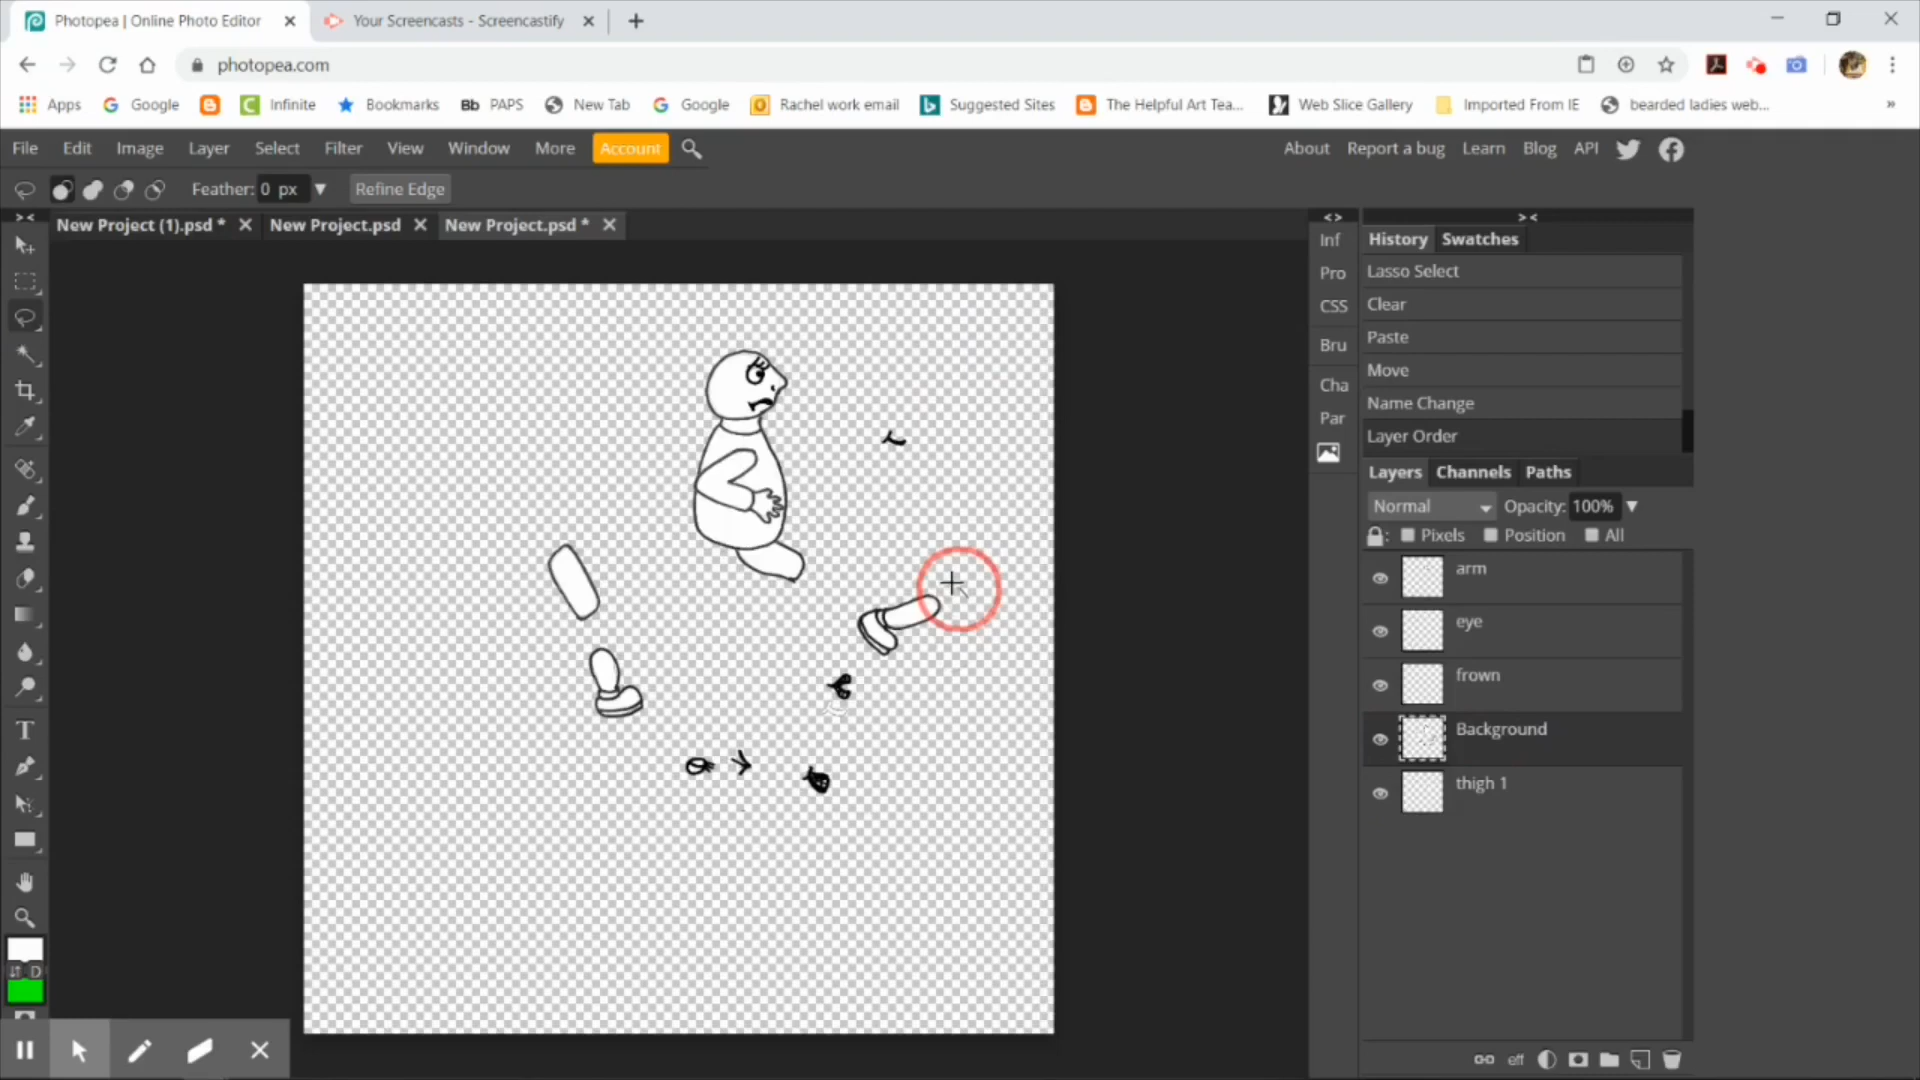 Photopea | Online Photo Editor
Your Screencasts - Screencastify
photopea.com
Apps
Google
Infinite
Bookmarks
Bb PAPS
New Tab
Google
Rachel work email
Suggested Sites
The Helpful Art Tea...
Web Slice Gallery
Imported From IE
bearded ladies web...
File Edit Image Layer Select Filter View Window More Account
About Report a bug Learn Blog API
Feather: 0 px
Refine Edge
New Project (1).psd *
New Project.psd
New Project.psd *
Inf
Pro
CSS
Bru
Cha
Par
History Swatches
Lasso Select
Clear
Paste
Move
Name Change
Layer Order
Layers Channels Paths
Normal
Opacity: 100%
Pixels Position All
arm
eye
frown
Background
thigh 1
D
eff